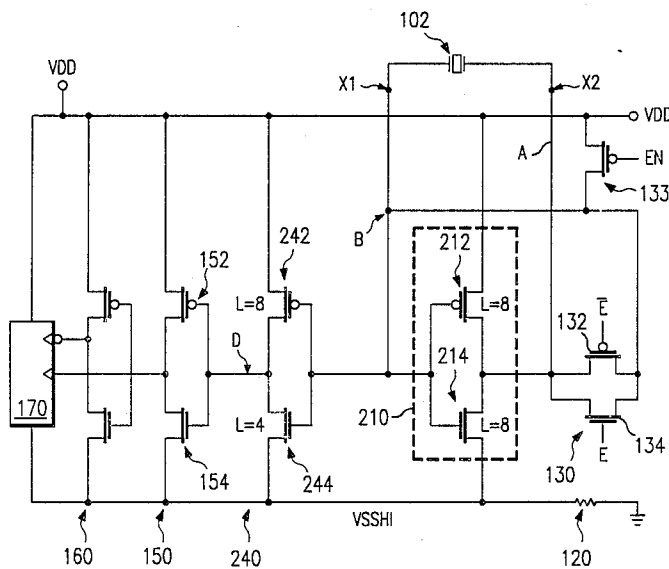 102
VDD
X1
X2
VDD
A
EN
133
B
242
212
152
L=8
L=8
E̅
132
D
214
170
210
L=4
L=8
134
E
130
154
244
VSSHI
160
150
240
120